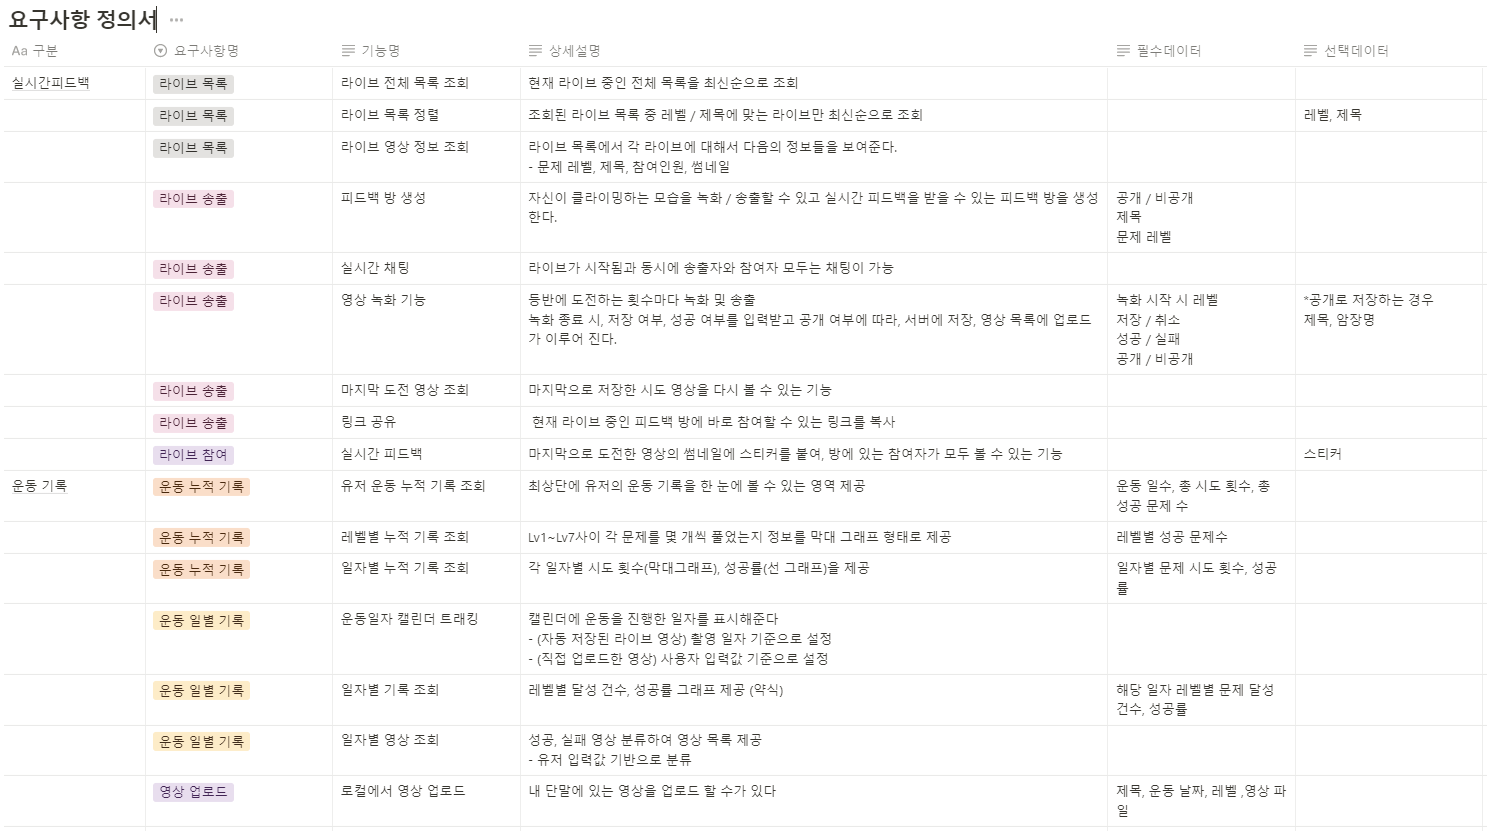 요구사항 정의서 ···
Aa 구분 요구사항명 기능명 상세설명 필수데이터 선택데이터
실시간피드백 라이브 목록 라이브 전체 목록 조회 현재 라이브 중인 전체 목록을 최신순으로 조회
라이브 목록 라이브 목록 정렬 조회된 라이브 목록 중 레벨 / 제목에 맞는 라이브만 최신순으로 조회 레벨, 제목
라이브 목록 라이브 영상 정보 조회 라이브 목록에서 각 라이브에 대해서 다음의 정보들을 보여준다.
- 문제 레벨, 제목, 참여인원, 썸네일
라이브 송출 피드백 방 생성 자신이 클라이밍하는 모습을 녹화 / 송출할 수 있고 실시간 피드백을 받을 수 있는 피드백 방을 생성 공개 / 비공개
한다. 제목
문제 레벨
라이브 송출 실시간 채팅 라이브가 시작됨과 동시에 송출자와 참여자 모두는 채팅이 가능
라이브 송출 영상 녹화 기능 등반에 도전하는 횟수마다 녹화 및 송출 녹화 시작 시 레벨 *공개로 저장하는 경우
녹화 종료 시, 저장 여부, 성공 여부를 입력받고 공개 여부에 따라, 서버에 저장, 영상 목록에 업로드 저장 / 취소 제목, 암장명
가 이루어 진다. 성공 / 실패
공개 / 비공개
라이브 송출 마지막 도전 영상 조회 마지막으로 저장한 시도 영상을 다시 볼 수 있는 기능
라이브 송출 링크 공유 현재 라이브 중인 피드백 방에 바로 참여할 수 있는 링크를 복사
라이브 참여 실시간 피드백 마지막으로 도전한 영상의 썸네일에 스티커를 붙여, 방에 있는 참여자가 모두 볼 수 있는 기능 스티커
운동 기록 운동 누적 기록 유저 운동 누적 기록 조회 최상단에 유저의 운동 기록을 한 눈에 볼 수 있는 영역 제공 운동 일수, 총 시도 횟수, 총
성공 문제 수
운동 누적 기록 레벨별 누적 기록 조회 Lv1~Lv7사이 각 문제를 몇 개씩 풀었는지 정보를 막대 그래프 형태로 제공 레벨별 성공 문제수
운동 누적 기록 일자별 누적 기록 조회 각 일자별 시도 횟수(막대그래프), 성공률(선 그래프)을 제공 일자별 문제 시도 횟수, 성공
률
운동 일별 기록 운동일자 캘린더 트래킹 캘린더에 운동을 진행한 일자를 표시해준다
- (자동 저장된 라이브 영상) 촬영 일자 기준으로 설정
- (직접 업로드한 영상) 사용자 입력값 기준으로 설정
운동 일별 기록 일자별 기록 조회 레벨별 달성 건수, 성공률 그래프 제공 (약식) 해당 일자 레벨별 문제 달성
건수, 성공률
운동 일별 기록 일자별 영상 조회 성공, 실패 영상 분류하여 영상 목록 제공
- 유저 입력값 기반으로 분류
영상 업로드 로컬에서 영상 업로드 내 단말에 있는 영상을 업로드 할 수가 있다 제목, 운동 날짜, 레벨 ,영상 파
일